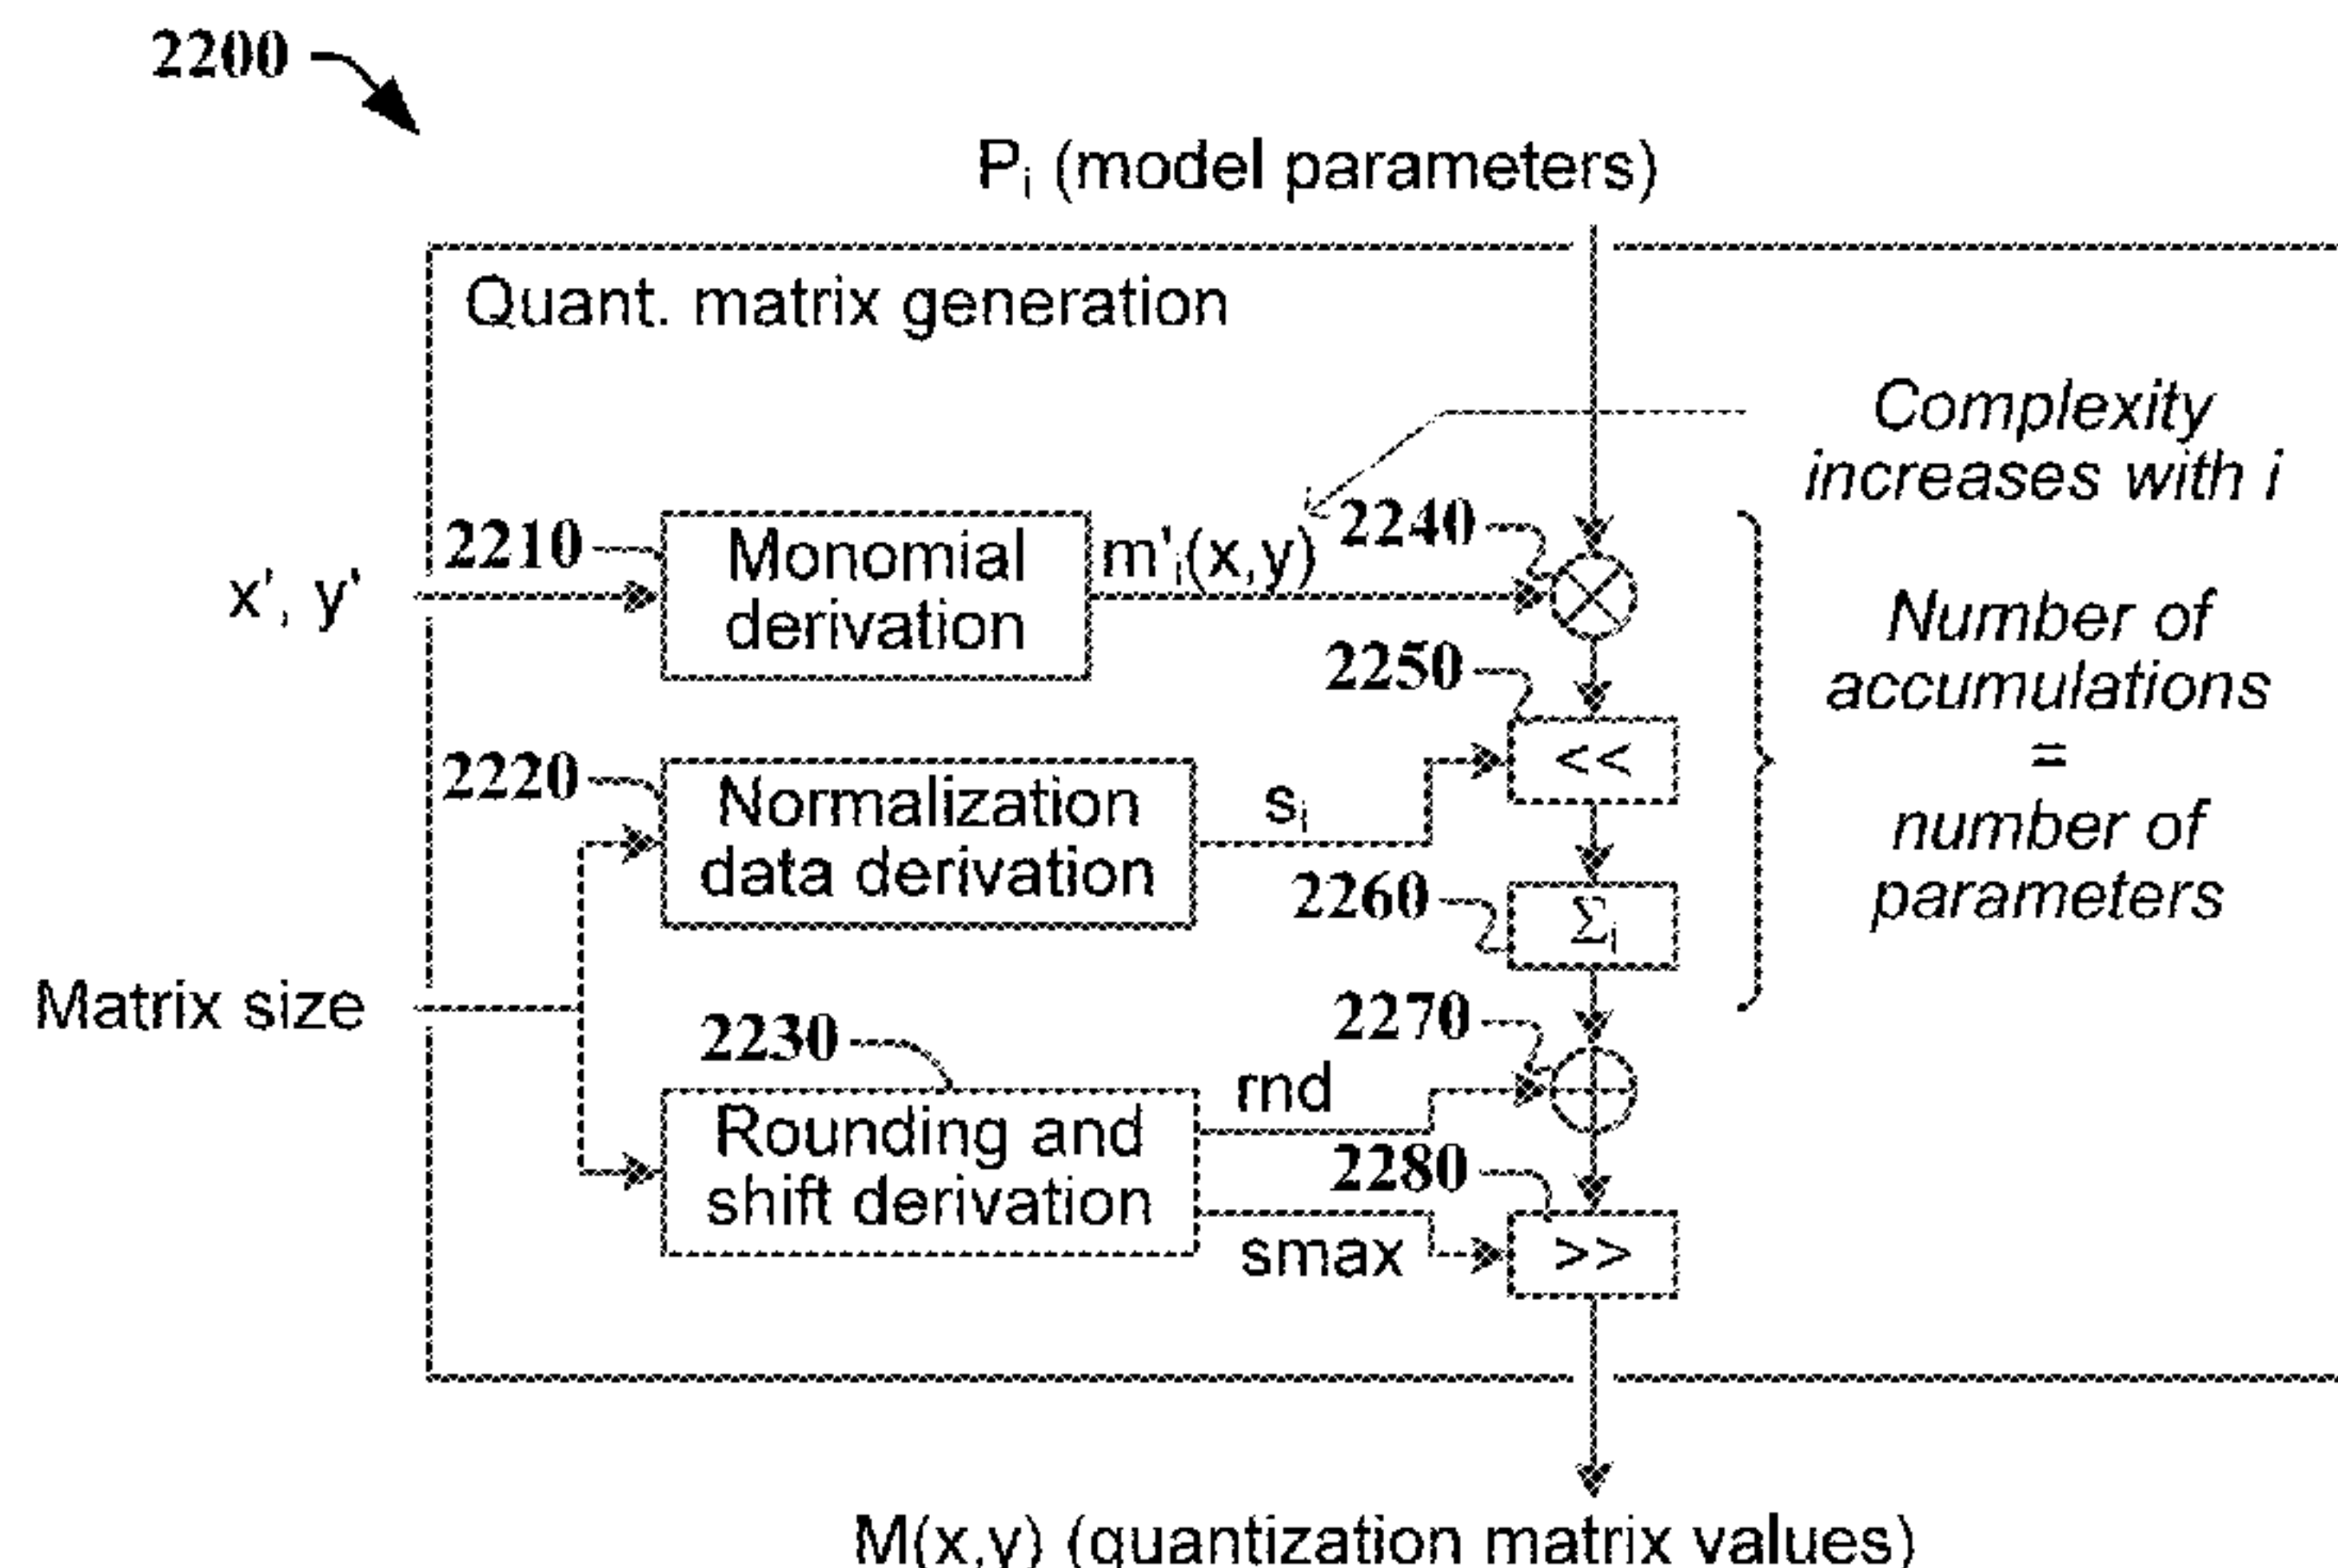 2200
Pi (model parameters)
Quant. matrix generation
Complexity
increases with i
2210
Monomial
derivation
m'i(x,y)
2240
x', y'
Number of
accumulations
=
number of
parameters
2250
<<
2220
Normalization
data derivation
si
2260
Σi
Matrix size
2270
2230
Rounding and
shift derivation
rnd
2280
smax
>>
M(x,y) (quantization matrix values)